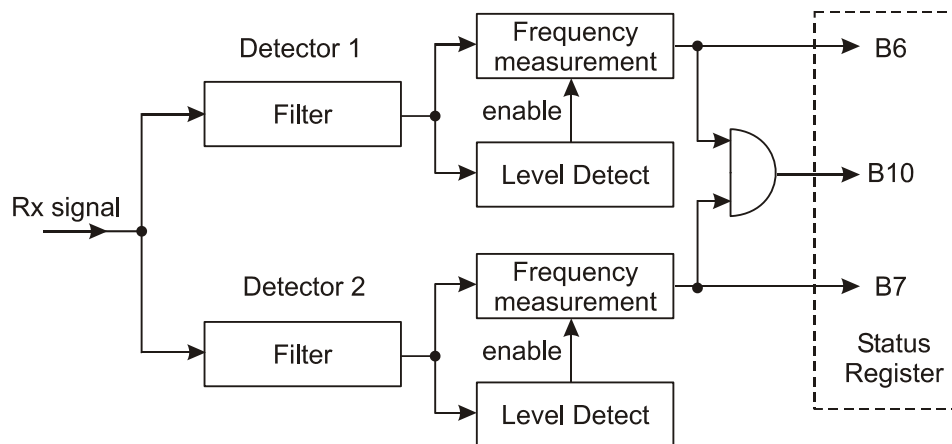 Detector 1
Filter
Frequency
measurement
enable
Level Detect
B6
B10
Rx signal
Detector 2
Filter
Frequency
measurement
enable
Level Detect
B7
Status
Register